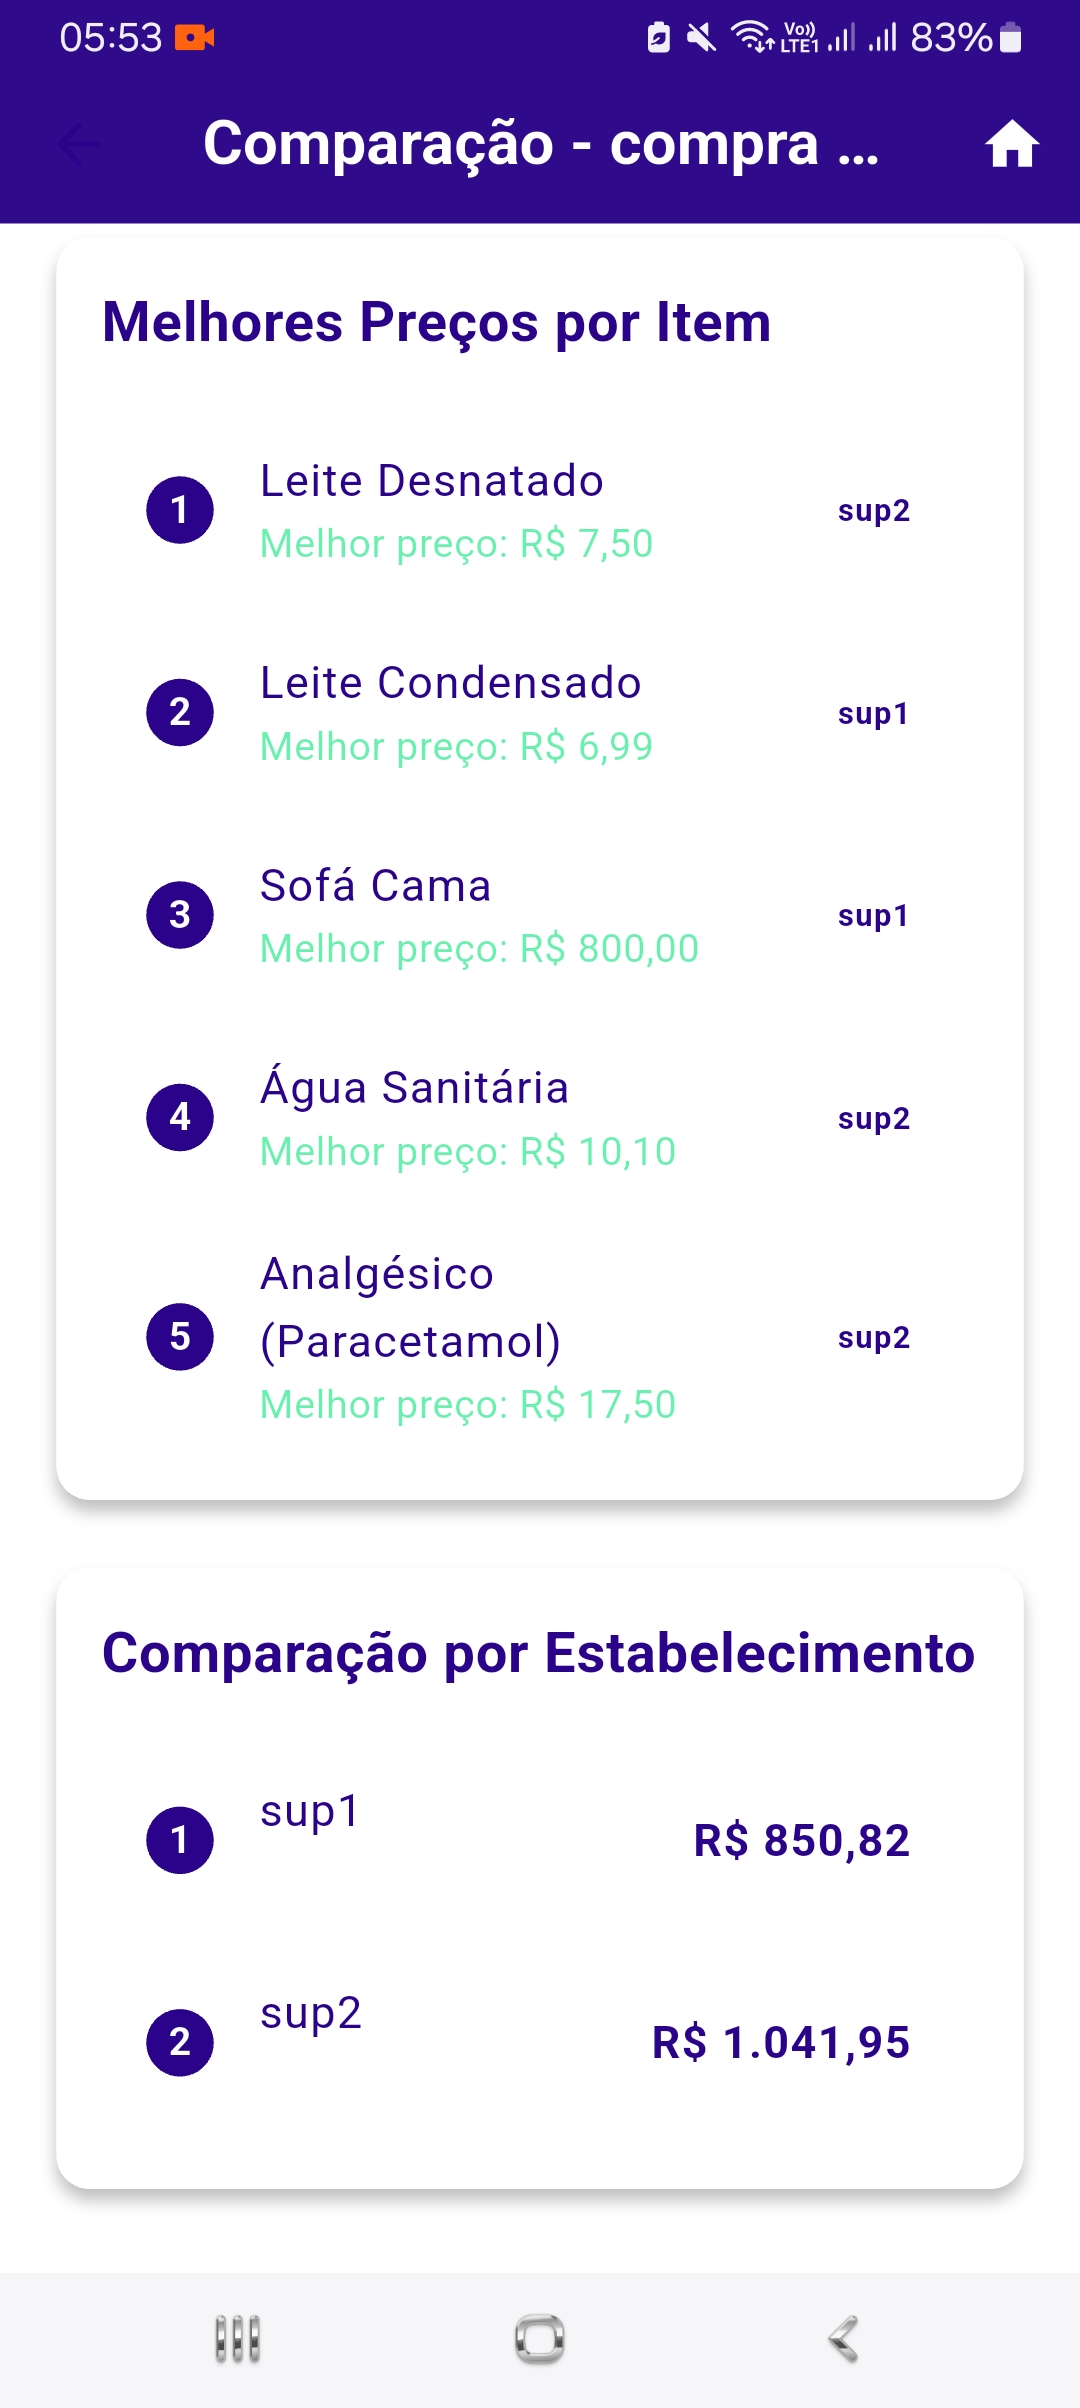 05:53 Vo)) LTE1 83%
Comparação - compra ...
Melhores Preços por Item
1 Leite Desnatado
Melhor preço: R$ 7,50
sup2
2 Leite Condensado
Melhor preço: R$ 6,99
sup1
3 Sofá Cama
Melhor preço: R$ 800,00
sup1
4 Água Sanitária
Melhor preço: R$ 10,10
sup2
5 Analgésico
(Paracetamol)
Melhor preço: R$ 17,50
sup2
Comparação por Estabelecimento
1 sup1 R$ 850,82
2 sup2 R$ 1.041,95